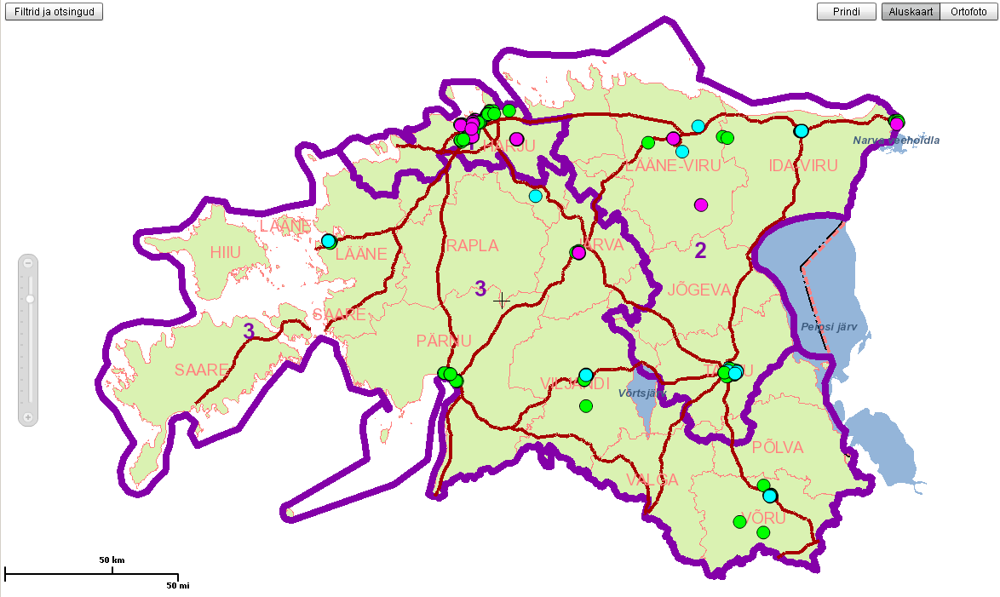 Filtrid ja otsingud
Prindi
Aluskaart
Ortofoto
HARJU
Narva veehoidla
LÄÄNE-VIRU
IDA-VIRU
LÄÄNE
HIIU
LÄÄNE
RAPLA
JÄRVA
2
3
JÕGEVA
SAARE
Peipsi järv
3
PÄRNU
SAARE
TARTU
VILJANDI
Võrtsjärv
PÕLVA
VALGA
VÕRU
50 km
50 mi